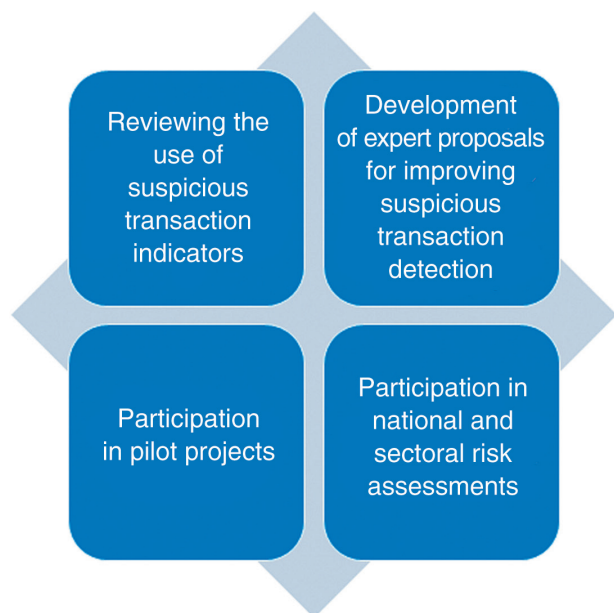 Reviewing the
use of
suspicious
transaction
indicators
Development
of expert proposals
for improving
suspicious
transaction
detection
Participation
in pilot projects
Participation in
national and
sectoral risk
assessments